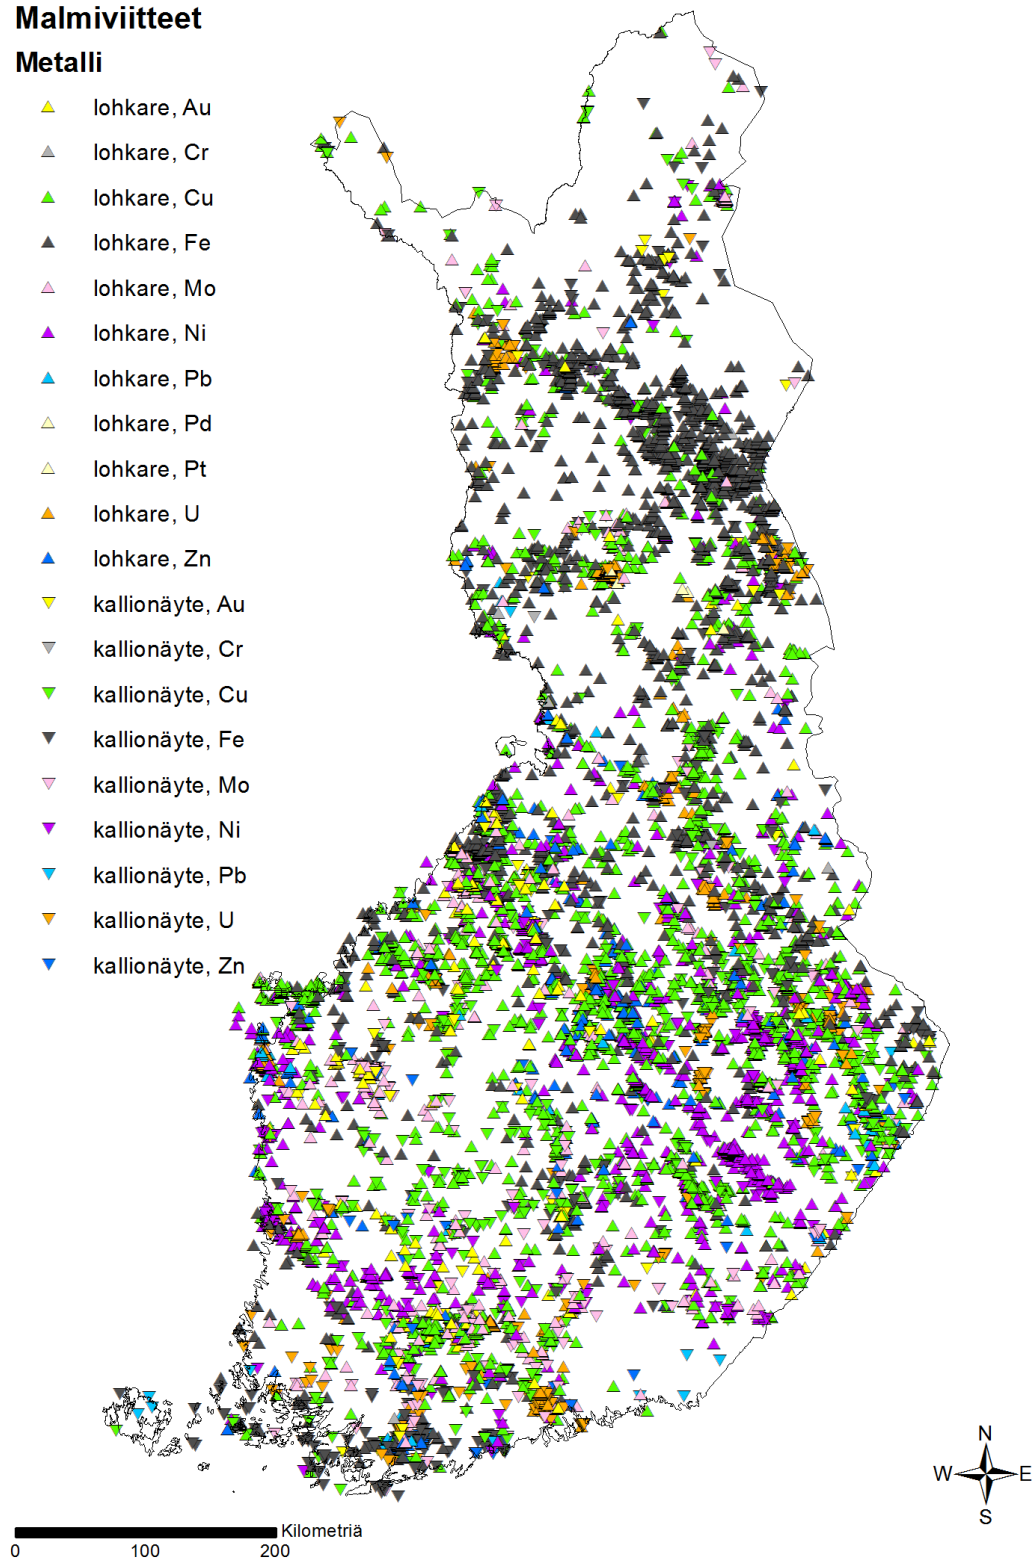 Malmiviitteet
Metalli
lohkare, Au
lohkare, Cr
lohkare, Cu
lohkare, Fe
lohkare, Mo
lohkare, Ni
lohkare, Pb
lohkare, Pd
lohkare, Pt
lohkare, U
lohkare, Zn
kallionäyte, Au
kallionäyte, Cr
kallionäyte, Cu
kallionäyte, Fe
kallionäyte, Mo
kallionäyte, Ni
kallionäyte, Pb
kallionäyte, U
kallionäyte, Zn
N
W E
S
Kilometriä
0 100 200